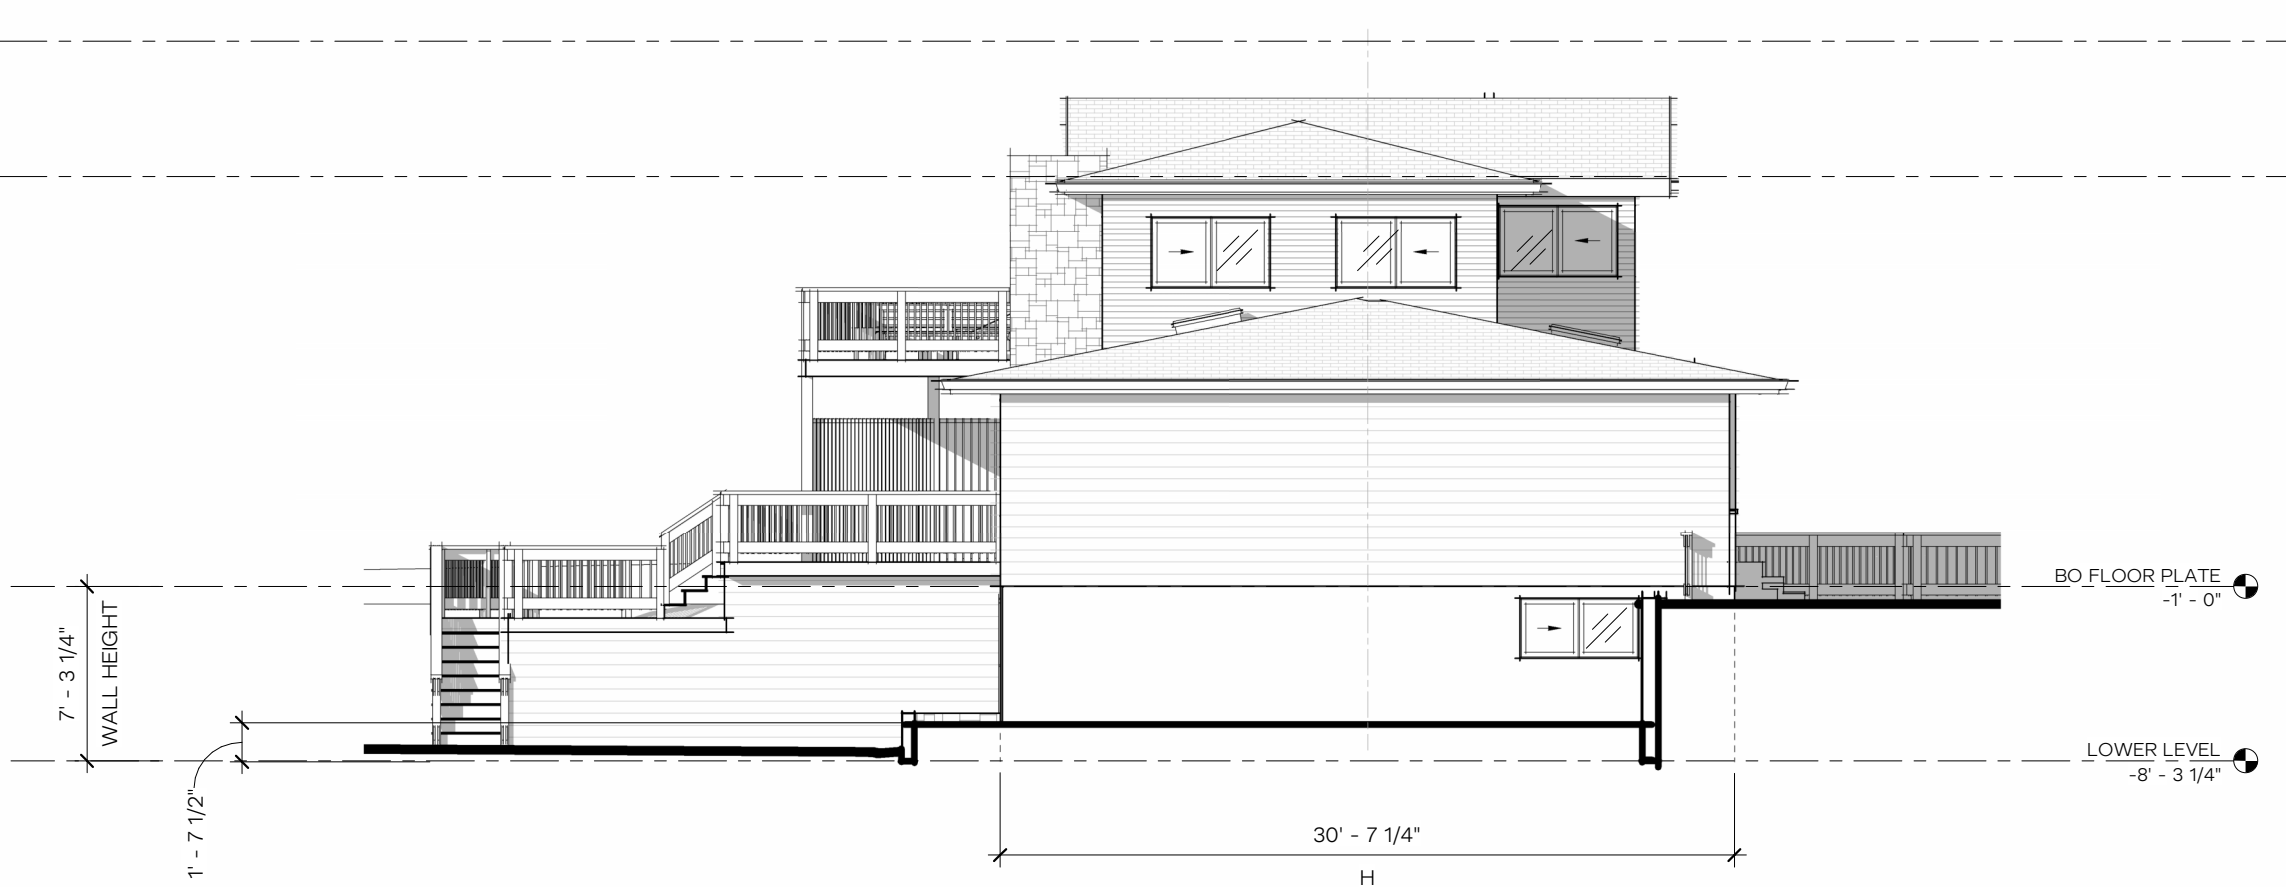 BO FLOOR PLATE
-1' - 0"
7' - 3 1/4"
WALL HEIGHT
LOWER LEVEL
-8' - 3 1/4"
1' - 7 1/2"
30' - 7 1/4"
H